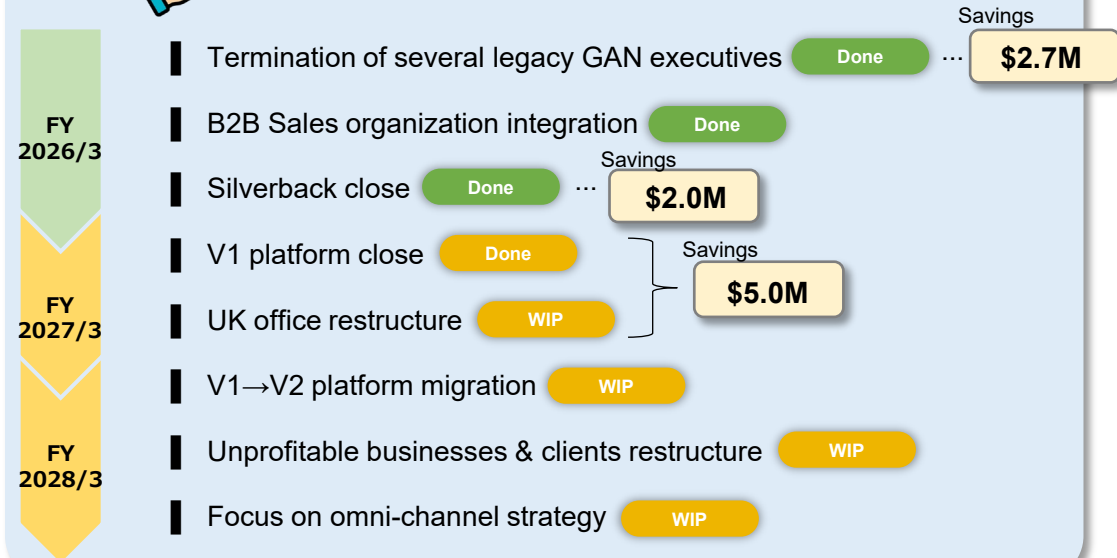 Savings
Termination of several legacy GAN executives Done ... $2.7M
FY
2026/3
B2B Sales organization integration Done
Savings
Silverback close Done ... $2.0M
V1 platform close Done
Savings
$5.0M
FY
2027/3
UK office restructure WIP
V1→V2 platform migration WIP
FY
2028/3
Unprofitable businesses & clients restructure WIP
Focus on omni-channel strategy WIP